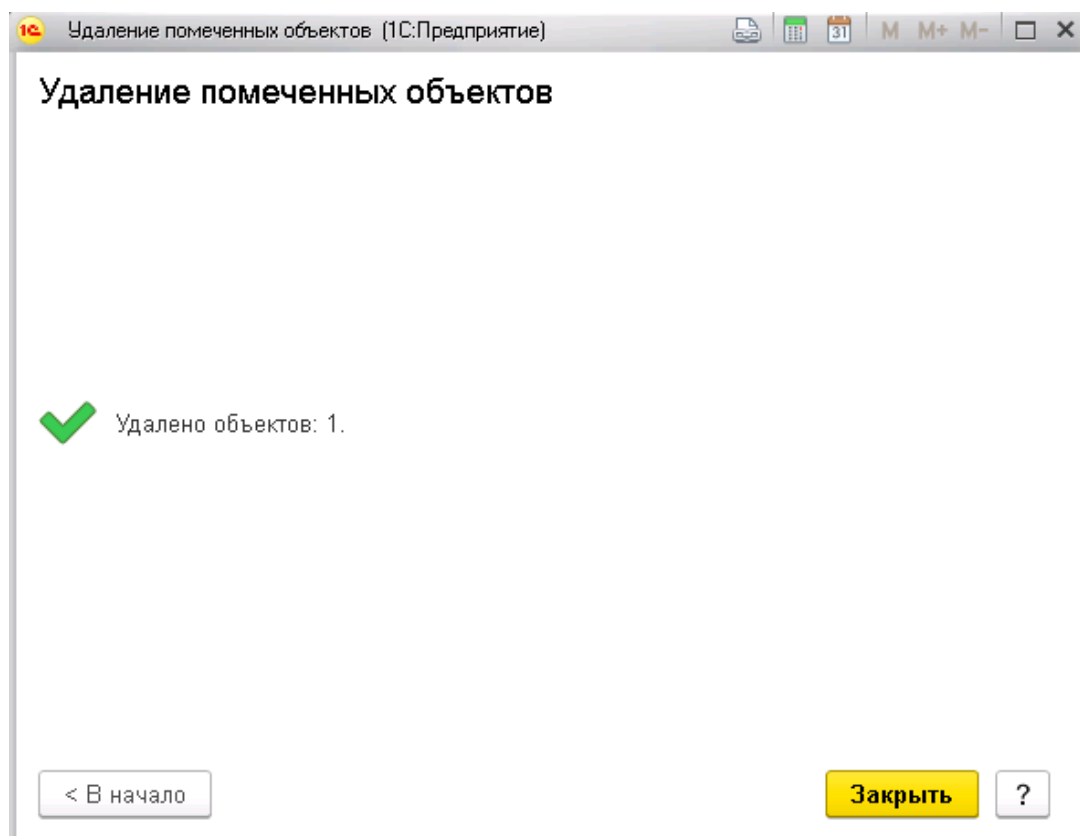 1С Удаление помеченных объектов (1С:Предприятие) 31 M M+ M-
Удаление помеченных объектов
Удалено объектов: 1.
< В начало Закрыть ?